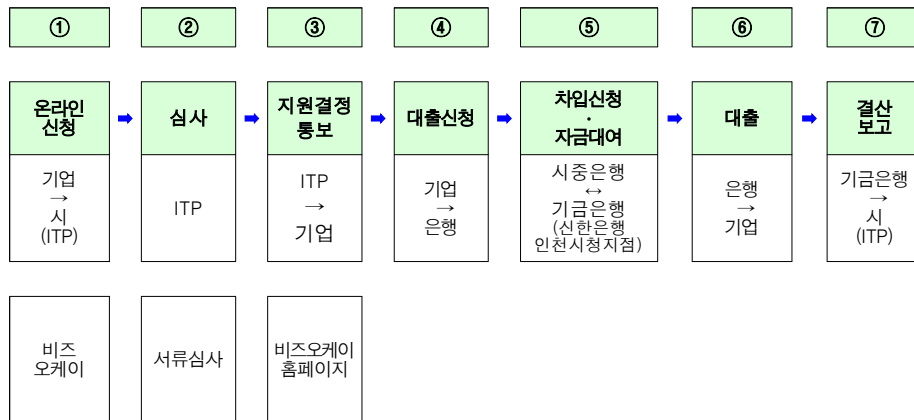 ①
②
③
④
⑤
⑥
⑦
온라인
신청
➡
심사
➡
지원결정
통보
➡
대출신청
➡
차입신청
·
자금대여
➡
대출
➡
결산
보고
기업
→
시
(ITP)
ITP
ITP
→
기업
기업
→
은행
시중은행
↔
기금은행
(신한은행
인천시청지점)
은행
→
기업
기금은행
→
시
(ITP)
비즈
오케이
서류심사
비즈오케이
홈페이지